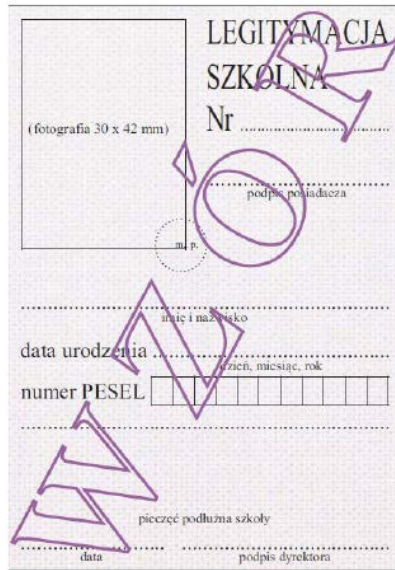 LEGITYMACJA
SZKOLNA
Nr ........................
(fotografia 30 x 42 mm)
podpis posiadacza
m. p.
imię i nazwisko
data urodzenia ........................
dzień, miesiąc, rok
numer PESEL
pieczęć podłużna szkoły
data
podpis dyrektora
WZÓR